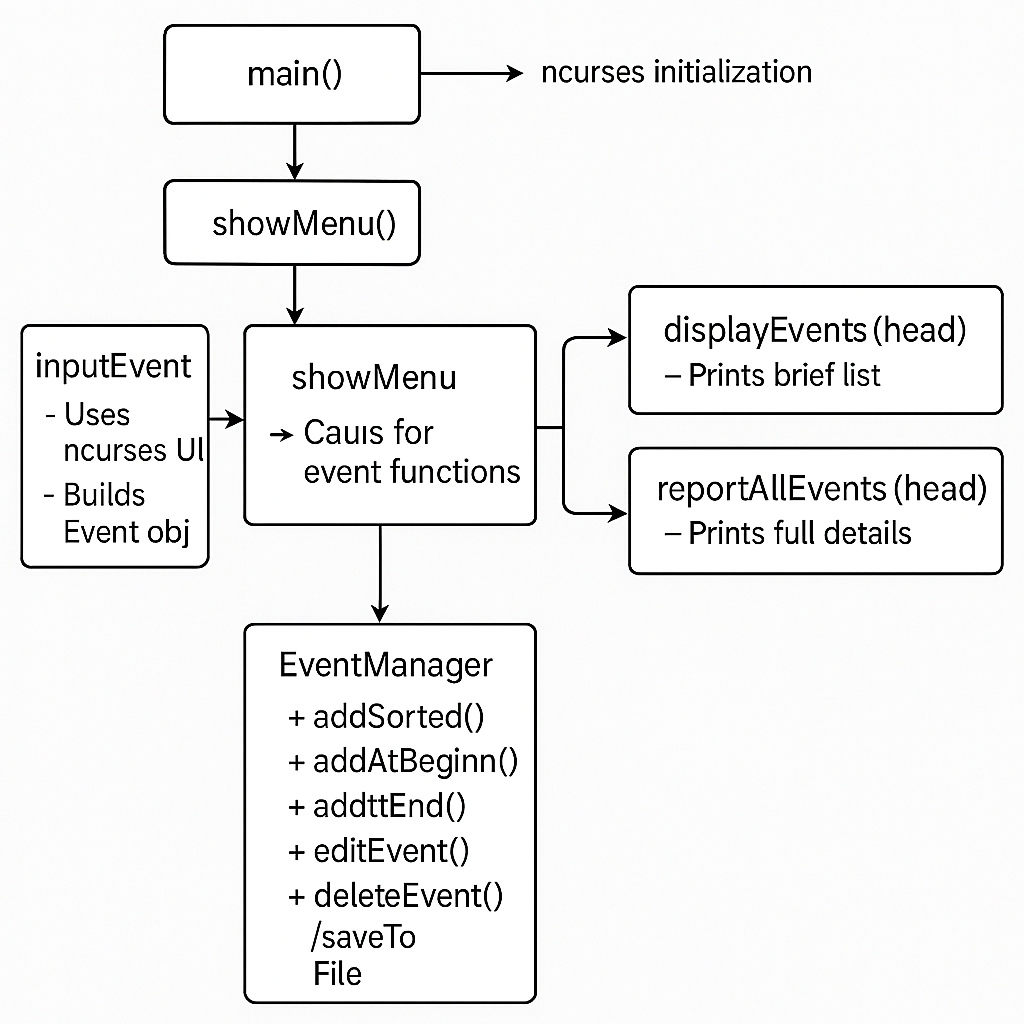 main()
ncurses initialization
showMenu()
inputEvent
- Uses
ncurses UI
- Builds
Event obj
showMenu
→ Cauıs for
event functions
displayEvents (head)
– Prints brief list
reportAllEvents (head)
– Prints full details
EventManager
+ addSorted()
+ addAtBeginn()
+ addttEnd()
+ editEvent()
+ deleteEvent()
/saveTo
File